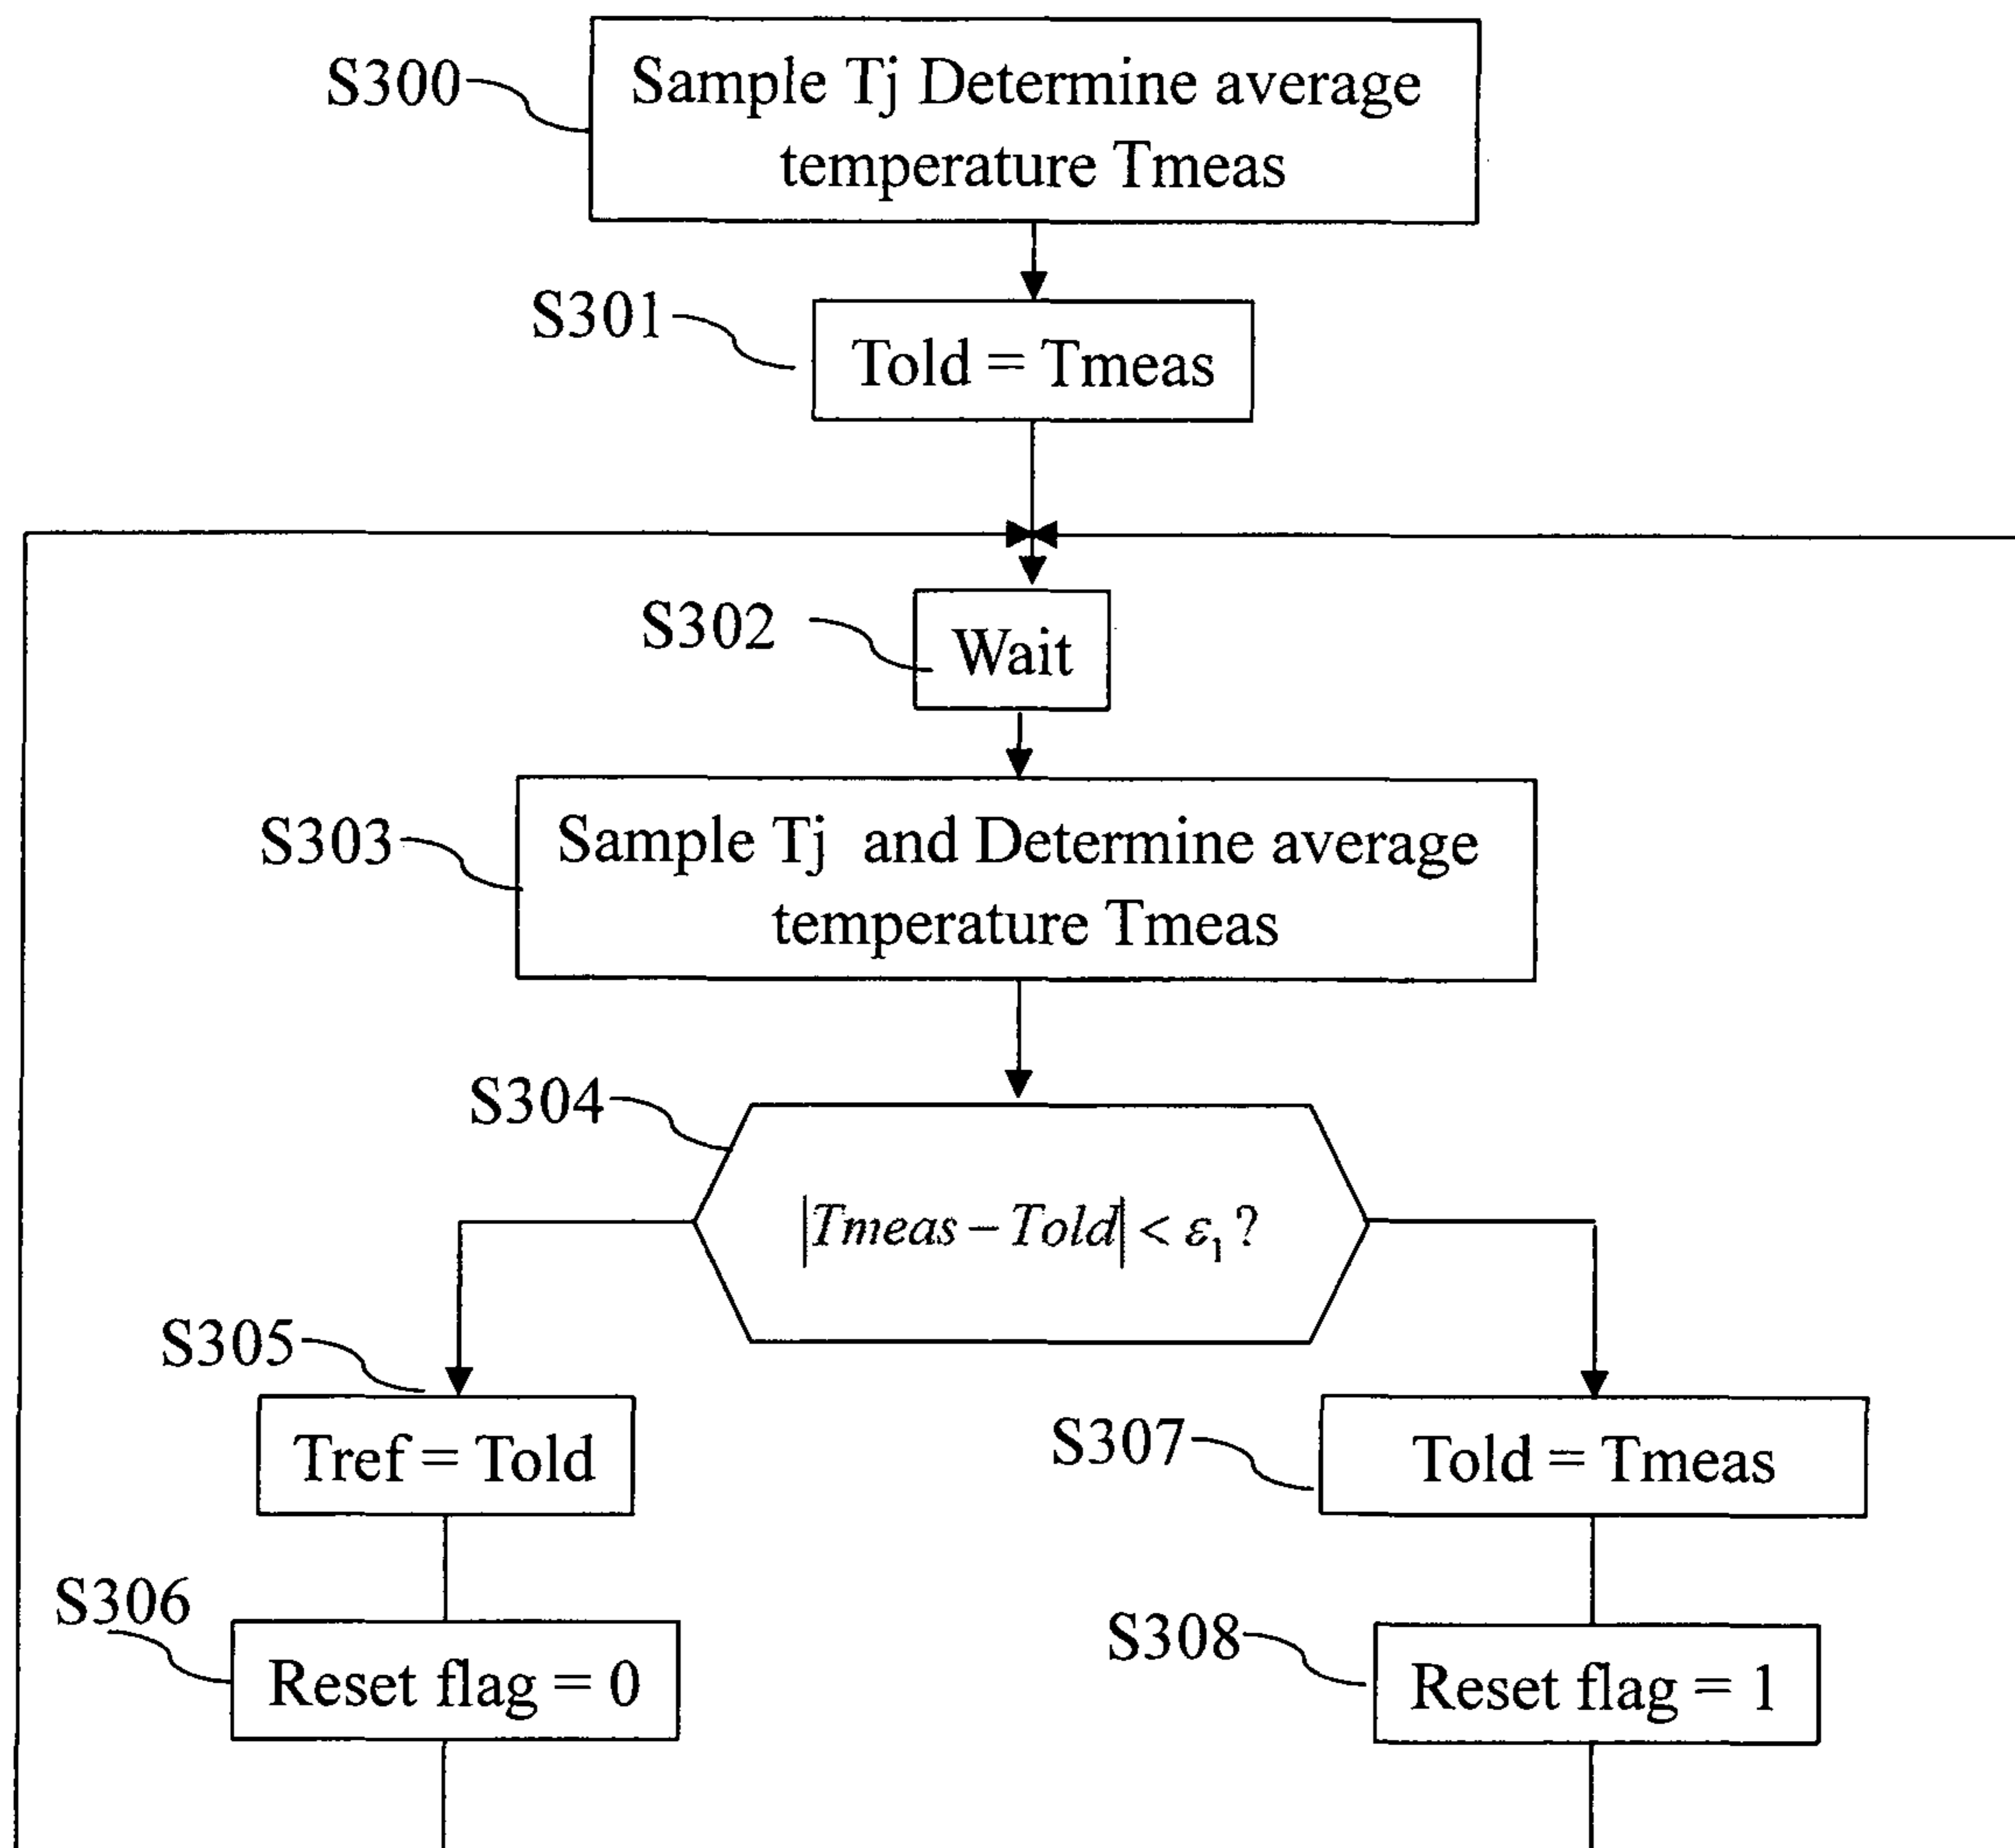 S300
Sample Tj Determine average
temperature Tmeas
S301
Told = Tmeas
S302
Wait
S303
Sample Tj and Determine average
temperature Tmeas
S304
|Tmeas – Told| < ε₁ ?
S305
Tref = Told
S307
Told = Tmeas
S306
Reset flag = 0
S308
Reset flag = 1